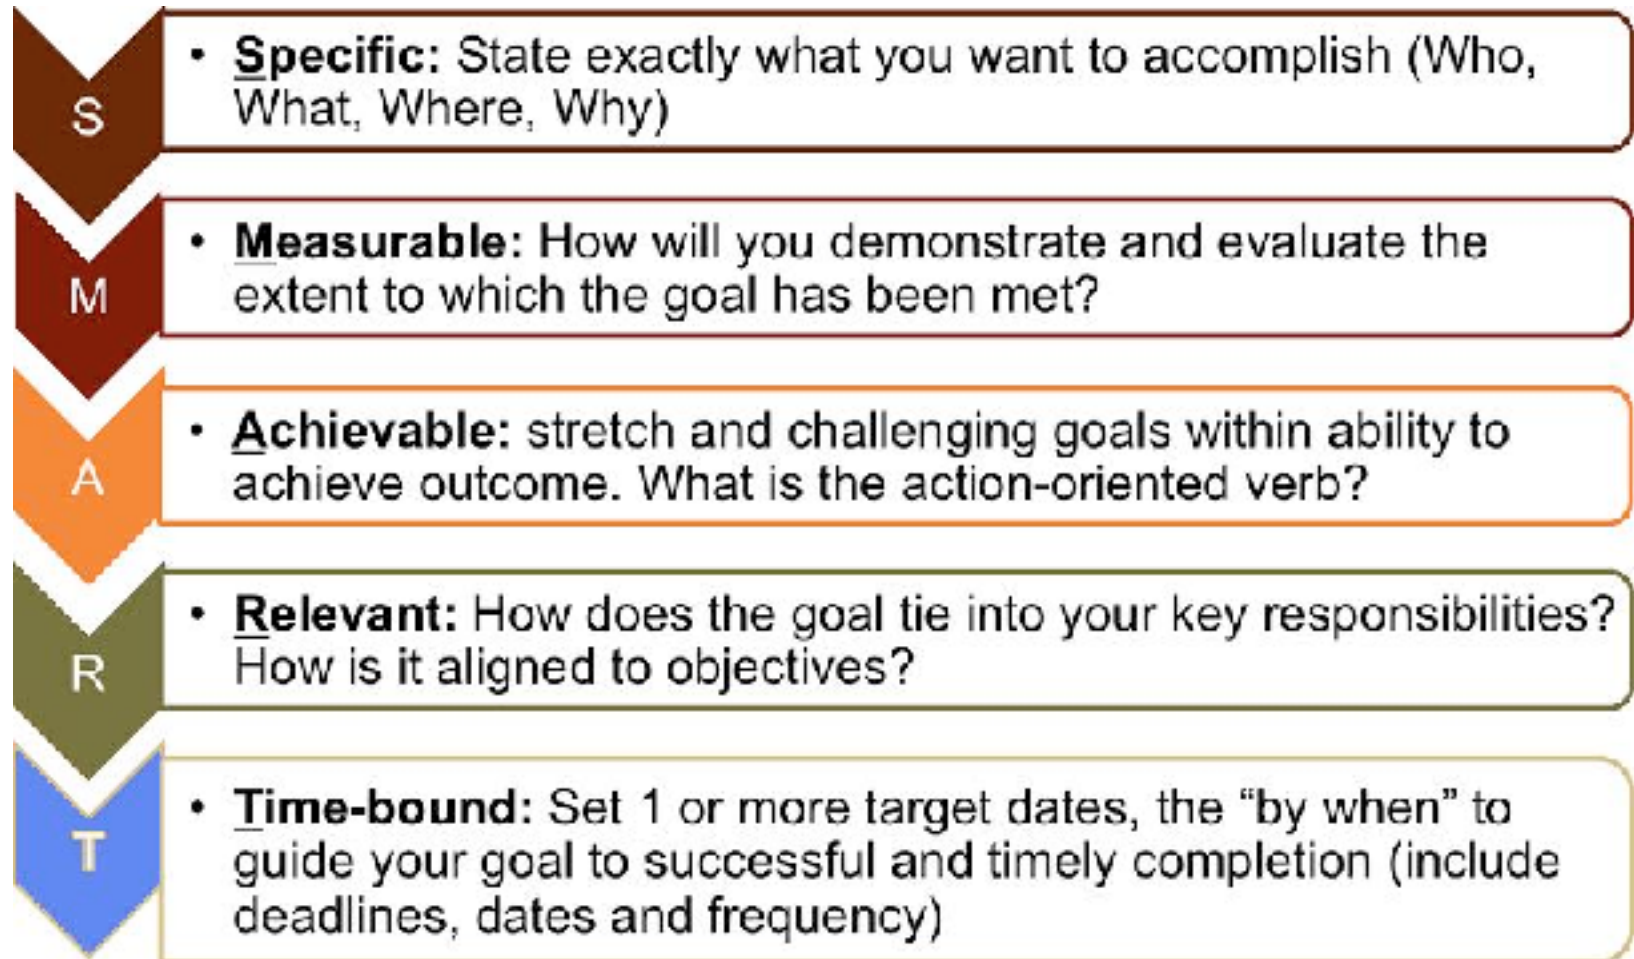 S
• Specific: State exactly what you want to accomplish (Who,
What, Where, Why)
M
• Measurable: How will you demonstrate and evaluate the
extent to which the goal has been met?
A
• Achievable: stretch and challenging goals within ability to
achieve outcome. What is the action-oriented verb?
R
• Relevant: How does the goal tie into your key responsibilities?
How is it aligned to objectives?
T
• Time-bound: Set 1 or more target dates, the “by when” to
guide your goal to successful and timely completion (include
deadlines, dates and frequency)